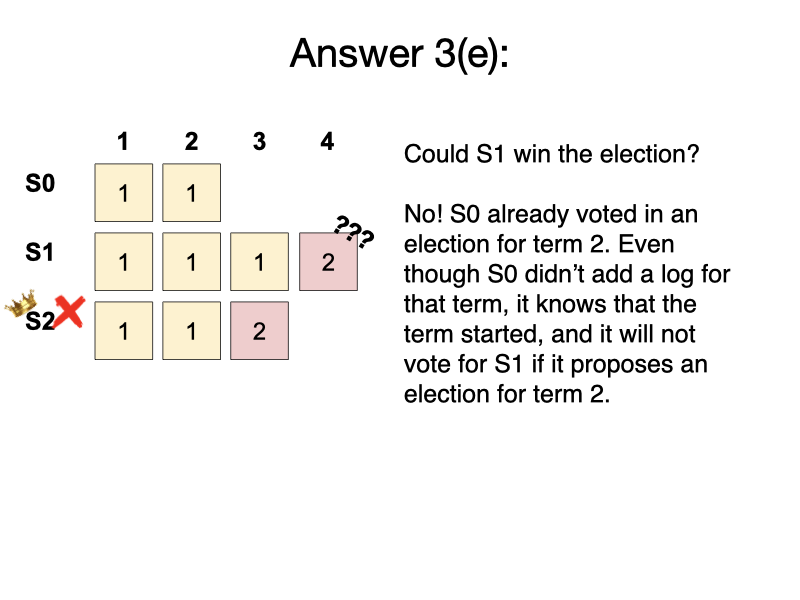 Answer 3(e):
1 2 3 4
S0 1 1
S1 1 1 1 2 ???
S2 1 1 2
Could S1 win the election?
No! S0 already voted in an
election for term 2. Even
though S0 didn’t add a log for
that term, it knows that the
term started, and it will not
vote for S1 if it proposes an
election for term 2.